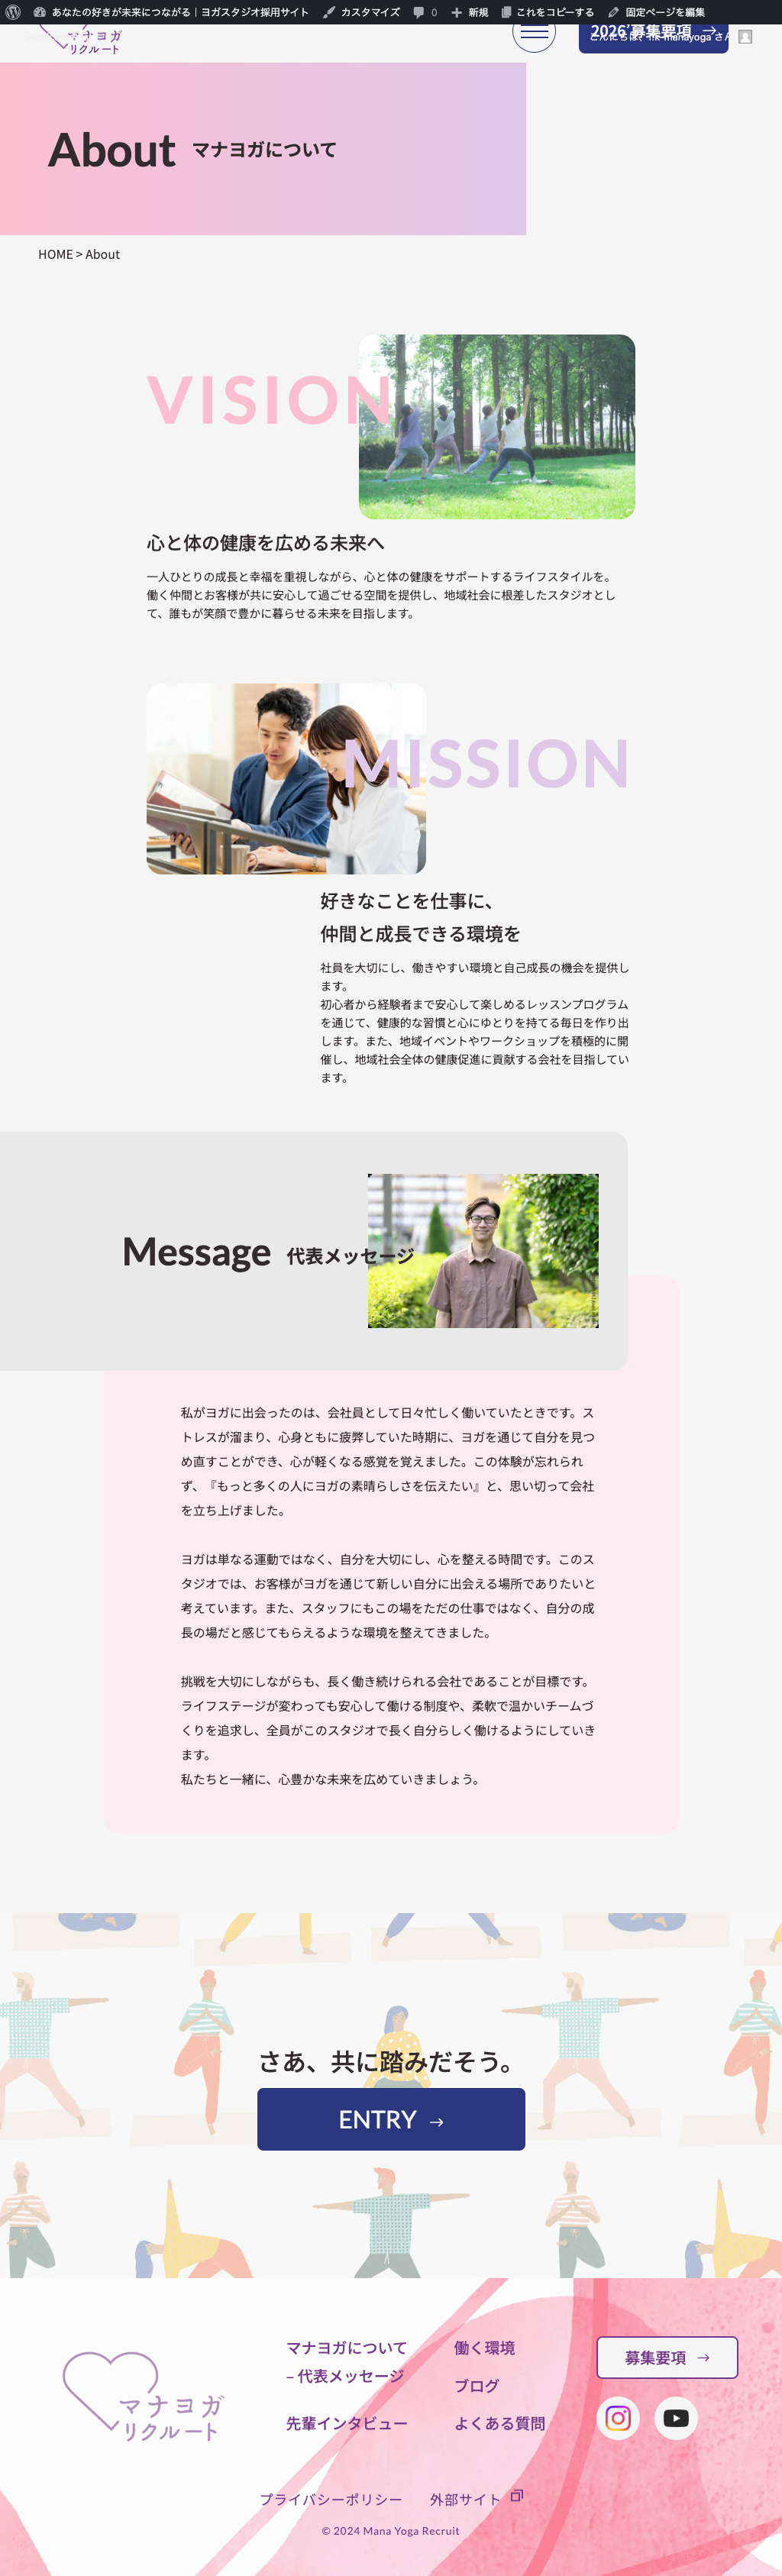 あなたの好きが未来につながる｜ヨガスタジオ採用サイト カスタマイズ 0 新規 これをコピーする 固定ページを編集
マナヨガ
リクルート
2026'募集要項 →
About マナヨガについて
HOME > About
VISION
心と体の健康を広める未来へ
一人ひとりの成長と幸福を重視しながら、心と体の健康をサポートするライフスタイルを。
働く仲間とお客様が共に安心して過ごせる空間を提供し、地域社会に根差したスタジオとし
て、誰もが笑顔で豊かに暮らせる未来を目指します。
MISSION
好きなことを仕事に、
仲間と成長できる環境を
社員を大切にし、働きやすい環境と自己成長の機会を提供し
ます。
初心者から経験者まで安心して楽しめるレッスンプログラム
を通じて、健康的な習慣と心にゆとりを持てる毎日を作り出
します。また、地域イベントやワークショップを積極的に開
催し、地域社会全体の健康促進に貢献する会社を目指してい
ます。
Message 代表メッセージ
私がヨガに出会ったのは、会社員として日々忙しく働いていたときです。ス
トレスが溜まり、心身ともに疲弊していた時期に、ヨガを通じて自分を見つ
め直すことができ、心が軽くなる感覚を覚えました。この体験が忘れられ
ず、『もっと多くの人にヨガの素晴らしさを伝えたい』と、思い切って会社
を立ち上げました。
ヨガは単なる運動ではなく、自分を大切にし、心を整える時間です。このス
タジオでは、お客様がヨガを通じて新しい自分に出会える場所でありたいと
考えています。また、スタッフにもこの場をただの仕事ではなく、自分の成
長の場だと感じてもらえるような環境を整えてきました。
挑戦を大切にしながらも、長く働き続けられる会社であることが目標です。
ライフステージが変わっても安心して働ける制度や、柔軟で温かいチームづ
くりを追求し、全員がこのスタジオで長く自分らしく働けるようにしていき
ます。
私たちと一緒に、心豊かな未来を広めていきましょう。
さあ、共に踏みだそう。
ENTRY →
マナヨガ
リクルート
マナヨガについて
– 代表メッセージ
先輩インタビュー
働く環境
ブログ
よくある質問
募集要項 →
プライバシーポリシー 外部サイト
© 2024 Mana Yoga Recruit